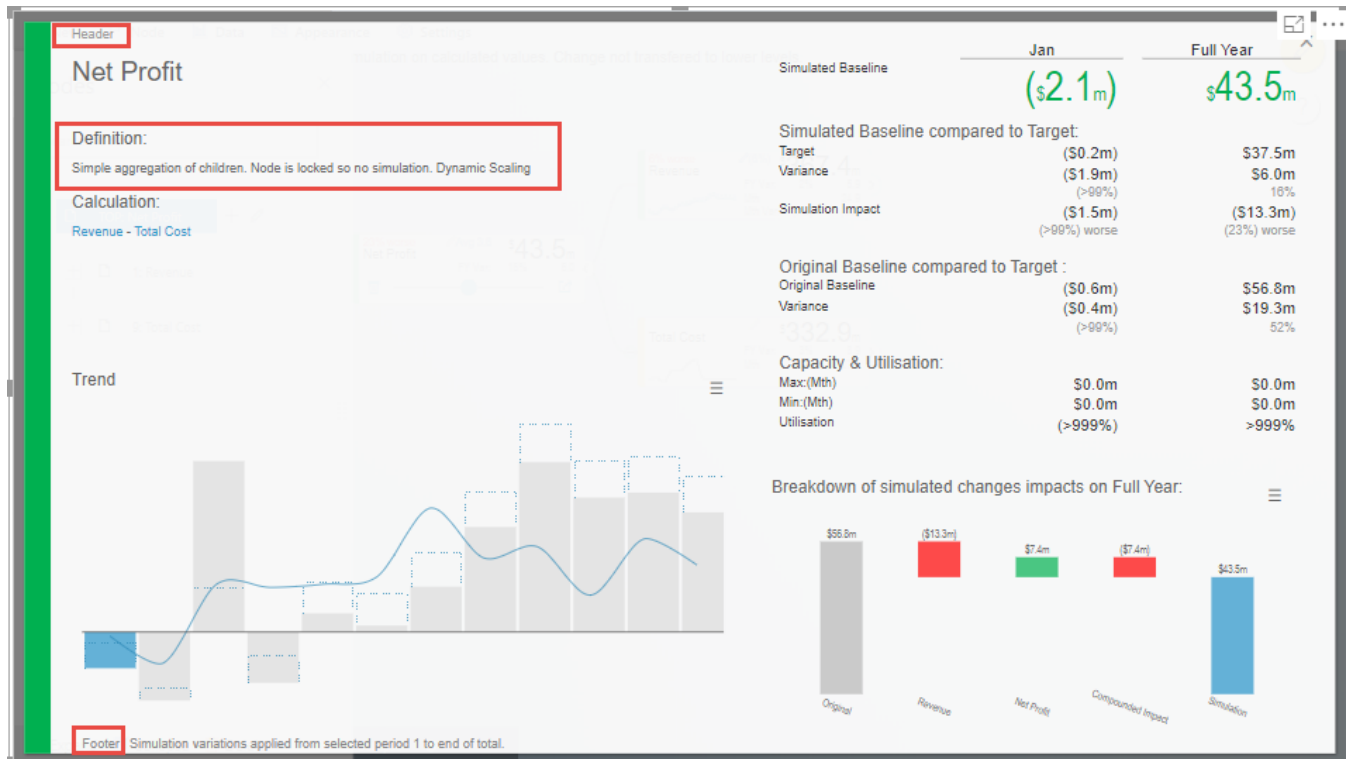 Header
Net Profit
Definition:
Simple aggregation of children. Node is locked so no simulation. Dynamic Scaling
Calculation:
Revenue - Total Cost
Trend
Footer Simulation variations applied from selected period 1 to end of total.
Jan Full Year
Simulated Baseline ($2.1m) $43.5m
Simulated Baseline compared to Target:
Target ($0.2m) $37.5m
Variance ($1.9m) $6.0m
(>99%) 16%
Simulation Impact ($1.5m) ($13.3m)
(>99%) worse (23%) worse
Original Baseline compared to Target :
Original Baseline ($0.6m) $56.8m
Variance ($0.4m) $19.3m
(>99%) 52%
Capacity & Utilisation:
Max:(Mth) $0.0m $0.0m
Min:(Mth) $0.0m $0.0m
Utilisation (>999%) >999%
Breakdown of simulated changes impacts on Full Year:
$56.8m ($13.3m) $7.4m ($7.4m) $43.5m
Original Revenue Net Profit Compounded Impact Simulation